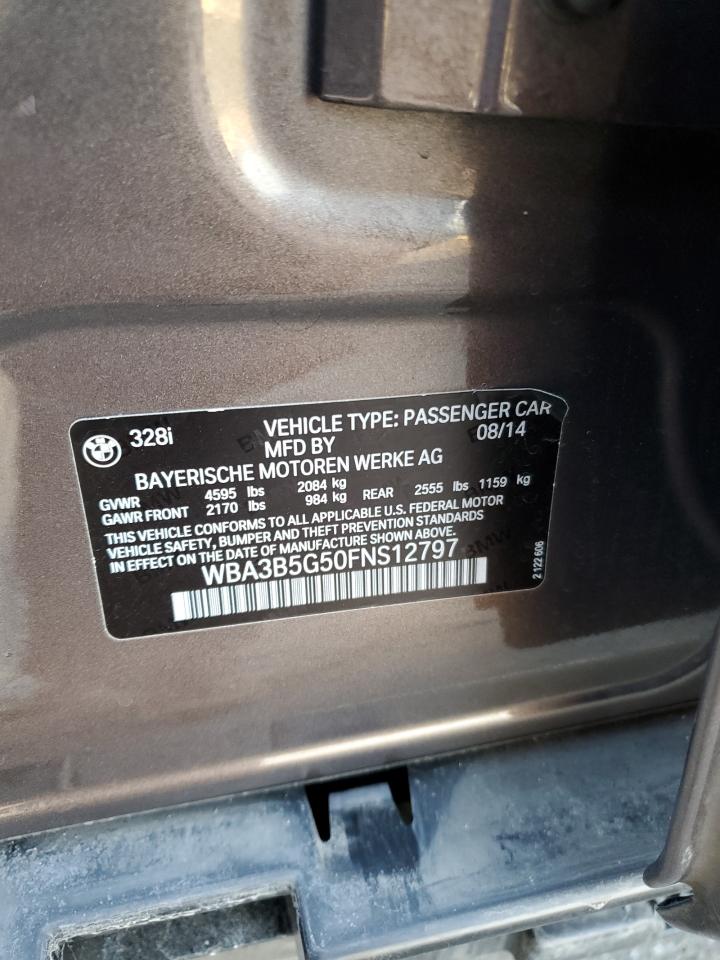 328i VEHICLE TYPE: PASSENGER CAR
MFD BY 08/14
BAYERISCHE MOTOREN WERKE AG
GVWR 4595 lbs 2084 kg
GAWR FRONT 2170 lbs 984 kg REAR 2555 lbs 1159 kg
THIS VEHICLE CONFORMS TO ALL APPLICABLE U.S. FEDERAL MOTOR
VEHICLE SAFETY, BUMPER AND THEFT PREVENTION STANDARDS
IN EFFECT ON THE DATE OF MANUFACTURE SHOWN ABOVE.
WBA3B5G50FNS12797
2 122 606